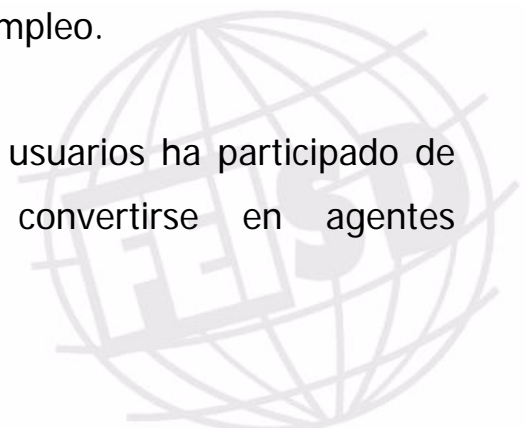 mpleo.
usuarios ha participado de
convertirse en agentes
FEISD